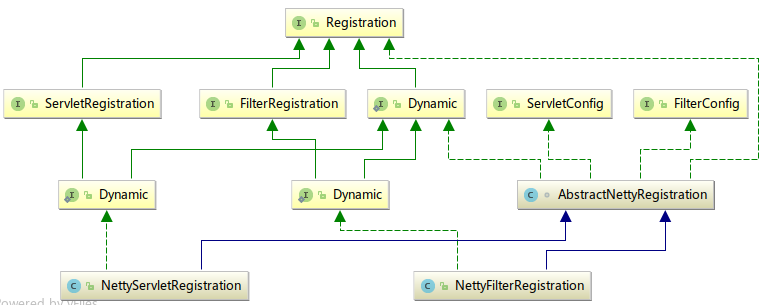 Registration
ServletRegistration
FilterRegistration
Dynamic
ServletConfig
FilterConfig
Dynamic
Dynamic
AbstractNettyRegistration
NettyServletRegistration
NettyFilterRegistration
Powered by yFiles